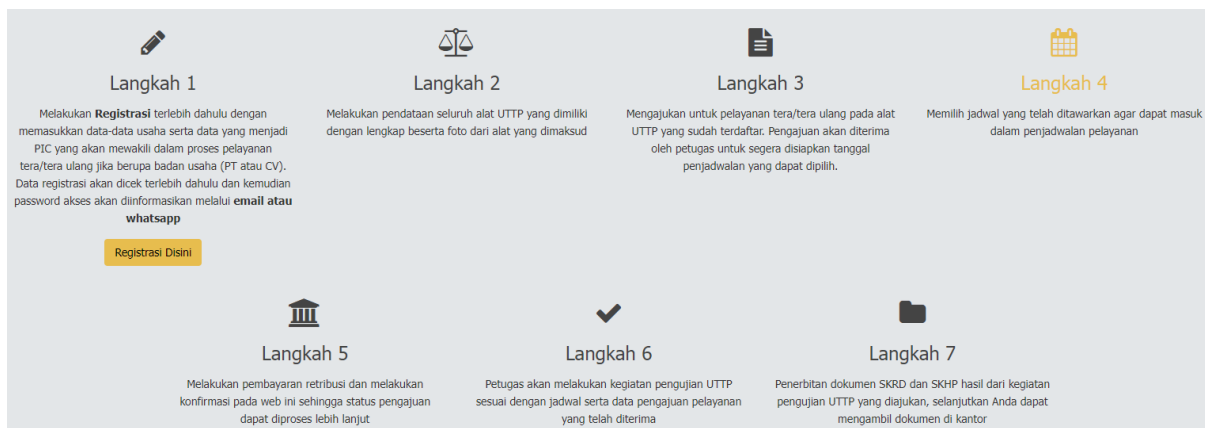 Langkah 1
Melakukan Registrasi terlebih dahulu dengan
memasukkan data-data usaha serta data yang menjadi
PIC yang akan mewakili dalam proses pelayanan
tera/tera ulang jika berupa badan usaha (PT atau CV).
Data registrasi akan dicek terlebih dahulu dan kemudian
password akses akan diinformasikan melalui email atau
whatsapp
Registrasi Disini
Langkah 2
Melakukan pendataan seluruh alat UTTP yang dimiliki
dengan lengkap beserta foto dari alat yang dimaksud
Langkah 3
Mengajukan untuk pelayanan tera/tera ulang pada alat
UTTP yang sudah terdaftar. Pengajuan akan diterima
oleh petugas untuk segera disiapkan tanggal
penjadwalan yang dapat dipilih.
Langkah 4
Memilih jadwal yang telah ditawarkan agar dapat masuk
dalam penjadwalan pelayanan
Langkah 5
Melakukan pembayaran retribusi dan melakukan
konfirmasi pada web ini sehingga status pengajuan
dapat diproses lebih lanjut
Langkah 6
Petugas akan melakukan kegiatan pengujian UTTP
sesuai dengan jadwal serta data pengajuan pelayanan
yang telah diterima
Langkah 7
Penerbitan dokumen SKRD dan SKHP hasil dari kegiatan
pengujian UTTP yang diajukan, selanjutkan Anda dapat
mengambil dokumen di kantor